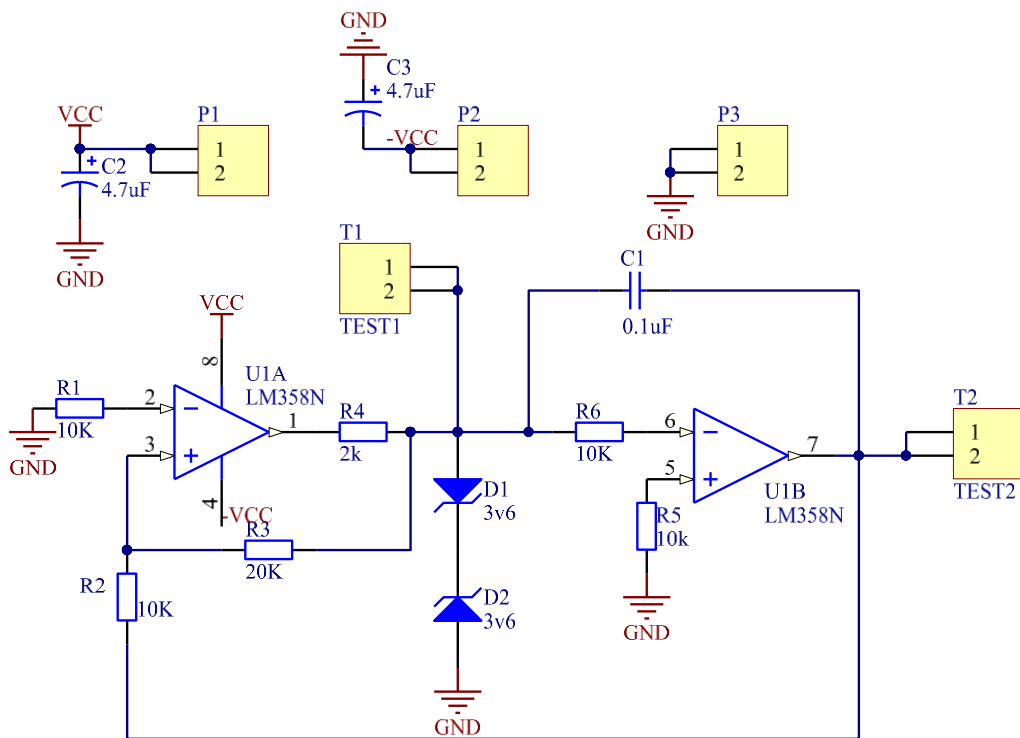 GND
C3
4.7uF
VCC
P1
1
2
C2
4.7uF
GND
-VCC
P2
1
2
P3
1
2
GND
T1
1
2
TEST1
C1
0.1uF
VCC
8
U1A
LM358N
R1
10K
GND
2
3
1
4
-VCC
R4
2k
R3
20K
R2
10K
D1
3v6
D2
3v6
GND
R6
10K
6
5
7
U1B
LM358N
R5
10k
GND
T2
1
2
TEST2